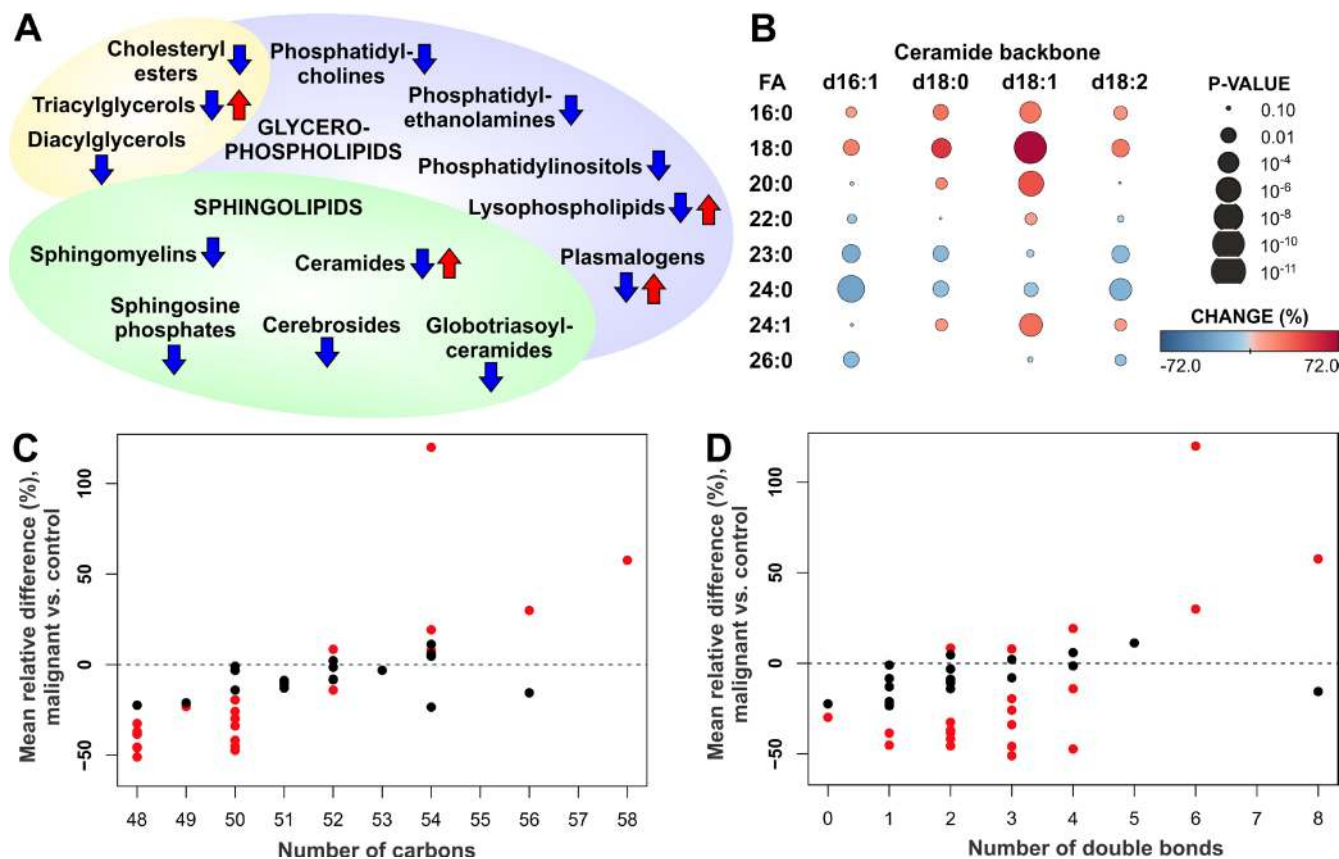 A
Cholesteryl
esters
Triacylglycerols
Diacylglycerols
Phosphatidyl-
cholines
Phosphatidyl-
ethanolamines
GLYCERO-
PHOSPHOLIPIDS
Phosphatidylinositols
Lysophospholipids
Plasmalogens
SPHINGOLIPIDS
Sphingomyelins
Ceramides
Sphingosine
phosphates
Cerebrosides
Globotriasoyl-
ceramides
B
Ceramide backbone
FA d16:1 d18:0 d18:1 d18:2
16:0
18:0
20:0
22:0
23:0
24:0
24:1
26:0
P-VALUE
0.10
0.01
10-4
10-6
10-8
10-10
10-11
CHANGE (%)
-72.0 72.0
C
Mean relative difference (%),
malignant vs. control
100
50
0
-50
48 49 50 51 52 53 54 55 56 57 58
Number of carbons
D
Mean relative difference (%),
malignant vs. control
100
50
0
-50
0 1 2 3 4 5 6 7 8
Number of double bonds